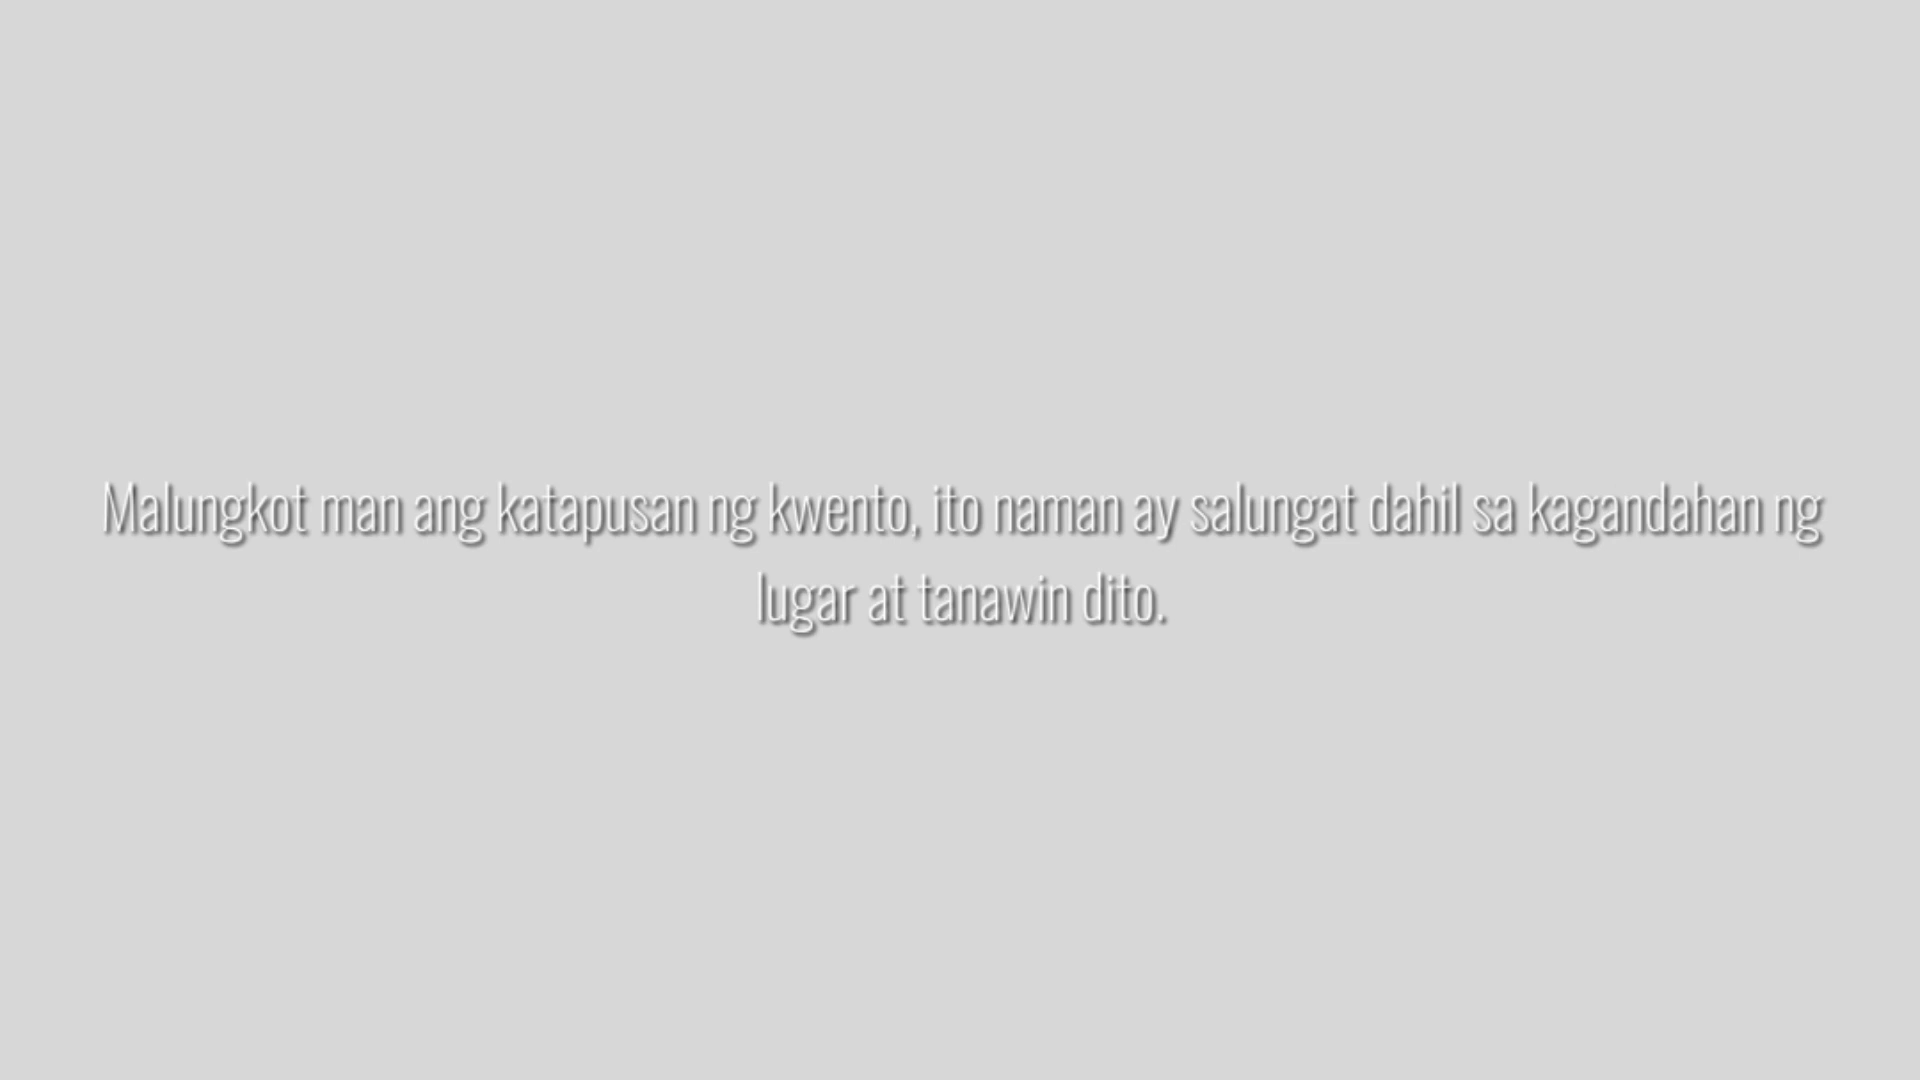 Malungkot man ang katapusan ng kwento, ito naman ay salungat dahil sa kagandahan ng
lugar at tanawin dito.